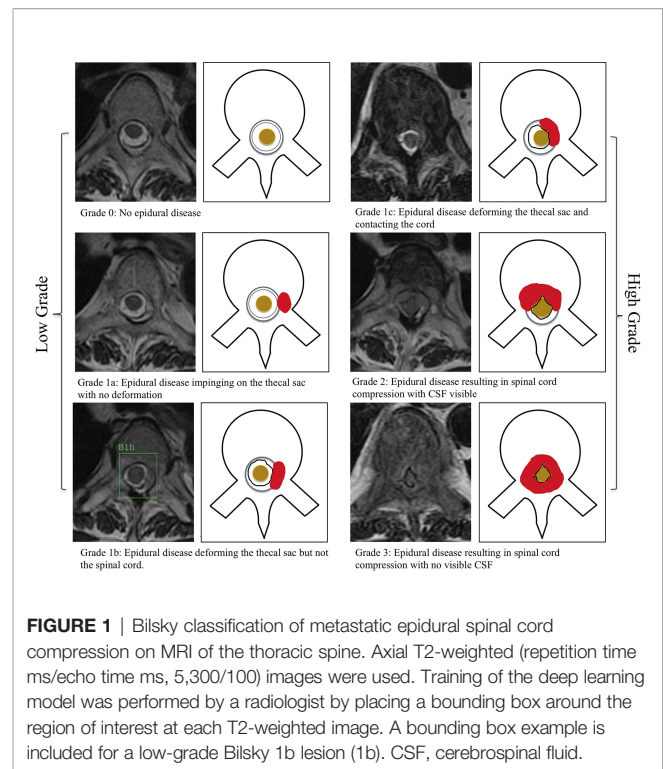 Low Grade
Grade 0: No epidural disease
Grade 1a: Epidural disease impinging on the thecal sac
with no deformation
B1b
Grade 1b: Epidural disease deforming the thecal sac but not
the spinal cord.
Grade 1c: Epidural disease deforming the thecal sac and
contacting the cord
Grade 2: Epidural disease resulting in spinal cord
compression with CSF visible
Grade 3: Epidural disease resulting in spinal cord
compression with no visible CSF
High Grade
FIGURE 1 | Bilsky classification of metastatic epidural spinal cord
compression on MRI of the thoracic spine. Axial T2-weighted (repetition time
ms/echo time ms, 5,300/100) images were used. Training of the deep learning
model was performed by a radiologist by placing a bounding box around the
region of interest at each T2-weighted image. A bounding box example is
included for a low-grade Bilsky 1b lesion (1b). CSF, cerebrospinal fluid.